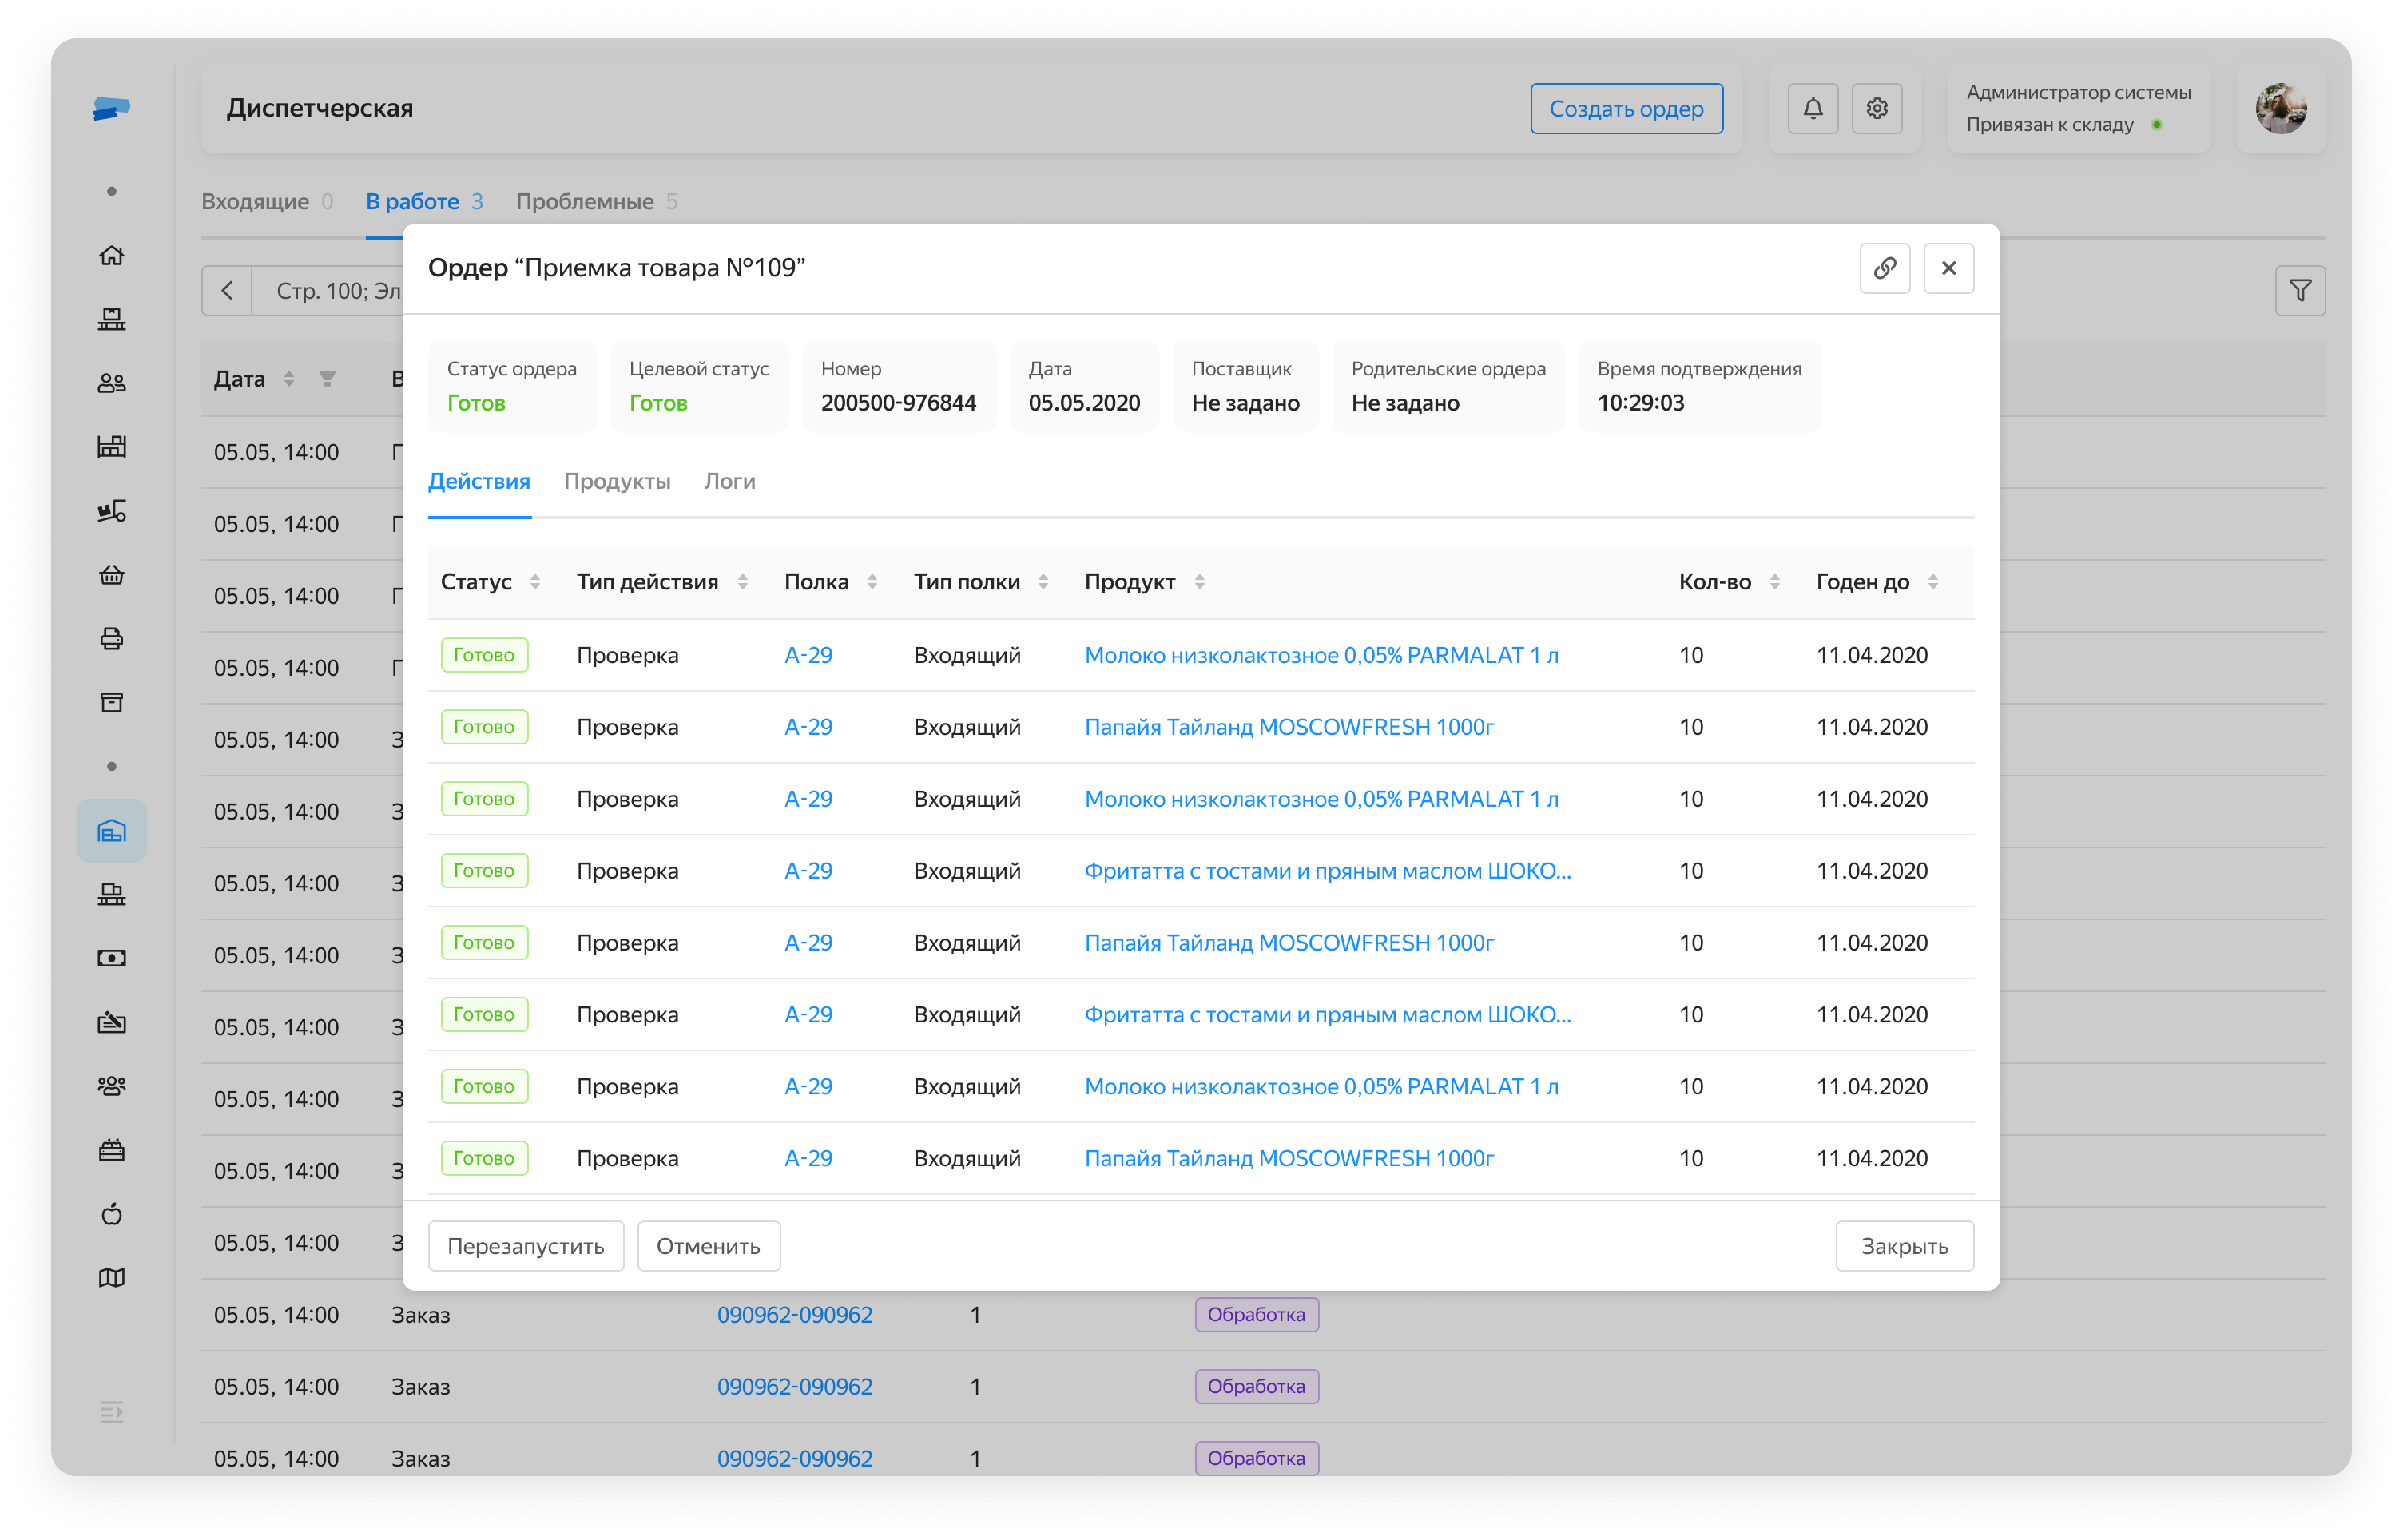 Диспетчерская
Создать ордер
Администратор системы
Привязан к складу
Входящие 0 В работе 3 Проблемные 5
Стр. 100; Эл
Дата
05.05, 14:00
05.05, 14:00
05.05, 14:00
05.05, 14:00
05.05, 14:00
05.05, 14:00
05.05, 14:00
05.05, 14:00
05.05, 14:00
05.05, 14:00
05.05, 14:00
05.05, 14:00
Ордер “Приемка товара №109”
Статус ордера Целевой статус Номер Дата Поставщик Родительские ордера Время подтверждения
Готов Готов 200500-976844 05.05.2020 Не задано Не задано 10:29:03
Действия Продукты Логи
Статус Тип действия Полка Тип полки Продукт Кол-во Годен до
Готово Проверка А-29 Входящий Молоко низколактозное 0,05% PARMALAT 1 л 10 11.04.2020
Готово Проверка А-29 Входящий Папайя Тайланд MOSCOWFRESH 1000г 10 11.04.2020
Готово Проверка А-29 Входящий Молоко низколактозное 0,05% PARMALAT 1 л 10 11.04.2020
Готово Проверка А-29 Входящий Фритатта с тостами и пряным маслом ШОКО... 10 11.04.2020
Готово Проверка А-29 Входящий Папайя Тайланд MOSCOWFRESH 1000г 10 11.04.2020
Готово Проверка А-29 Входящий Фритатта с тостами и пряным маслом ШОКО... 10 11.04.2020
Готово Проверка А-29 Входящий Молоко низколактозное 0,05% PARMALAT 1 л 10 11.04.2020
Готово Проверка А-29 Входящий Папайя Тайланд MOSCOWFRESH 1000г 10 11.04.2020
Перезапустить Отменить Закрыть
05.05, 14:00 Заказ 090962-090962 1 Обработка
05.05, 14:00 Заказ 090962-090962 1 Обработка
05.05, 14:00 Заказ 090962-090962 1 Обработка